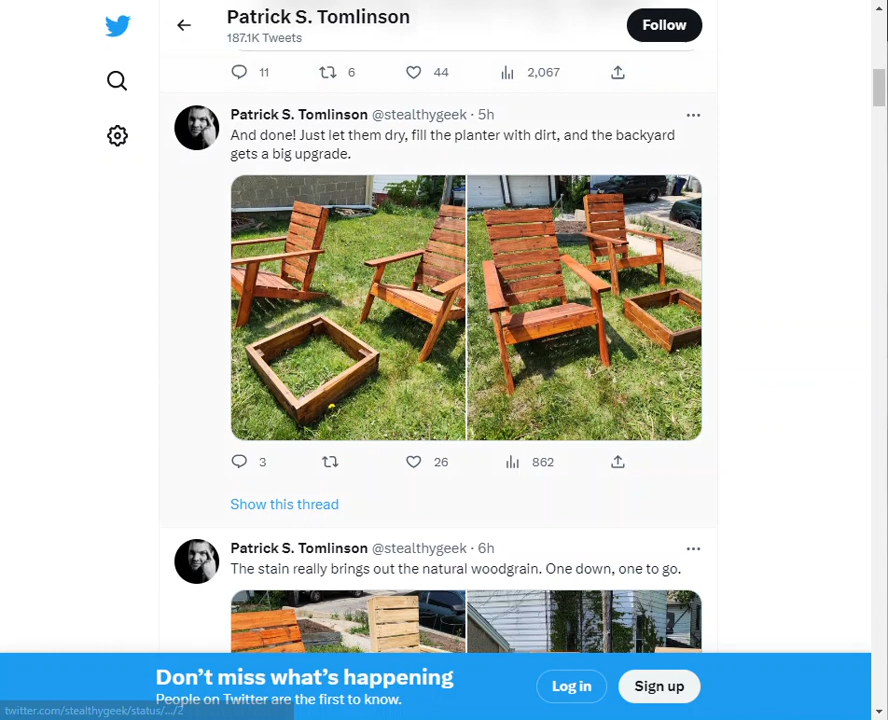 Patrick S. Tomlinson
187.1K Tweets
Follow
11 6 44 2,067
Patrick S. Tomlinson @stealthygeek · 5h
And done! Just let them dry, fill the planter with dirt, and the backyard
gets a big upgrade.
3 26 862
Show this thread
Patrick S. Tomlinson @stealthygeek · 6h
The stain really brings out the natural woodgrain. One down, one to go.
Don’t miss what’s happening
People on Twitter are the first to know.
Log in
Sign up
twitter.com/stealthygeek/status/.../2